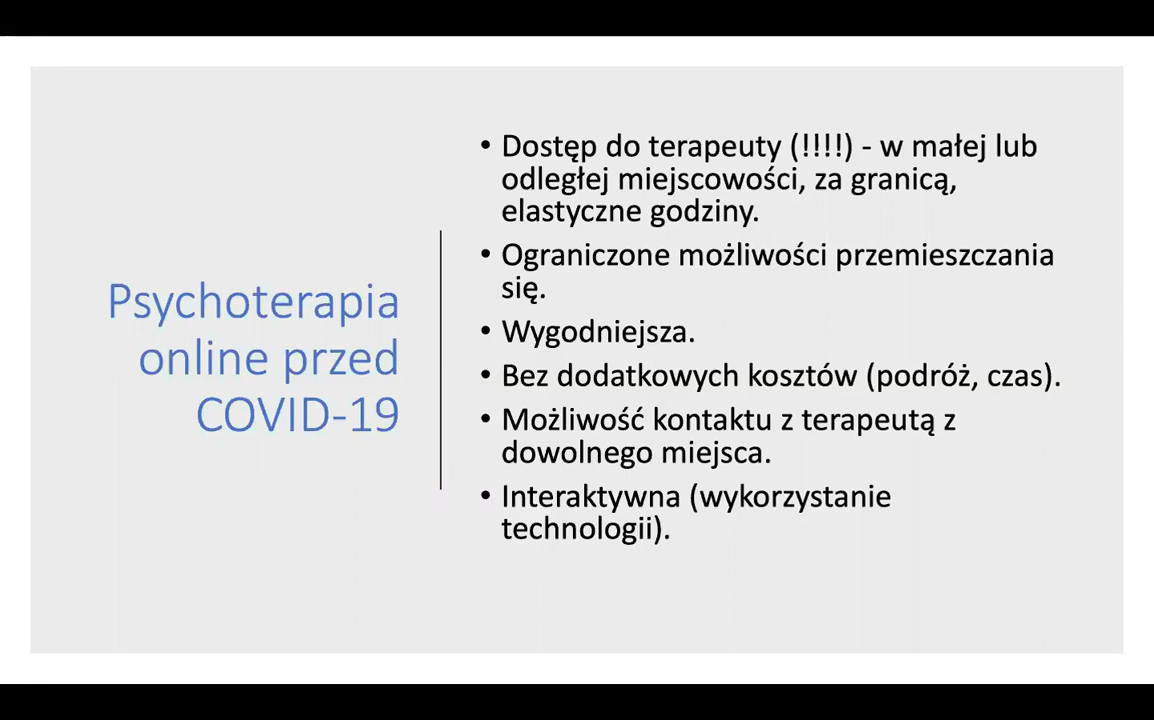 Psychoterapia
online przed
COVID-19
• Dostęp do terapeuty (!!!!) - w małej lub
odległej miejscowości, za granicą,
elastyczne godziny.
• Ograniczone możliwości przemieszczania
się.
• Wygodniejsza.
• Bez dodatkowych kosztów (podróż, czas).
• Możliwość kontaktu z terapeutą z
dowolnego miejsca.
• Interaktywna (wykorzystanie
technologii).